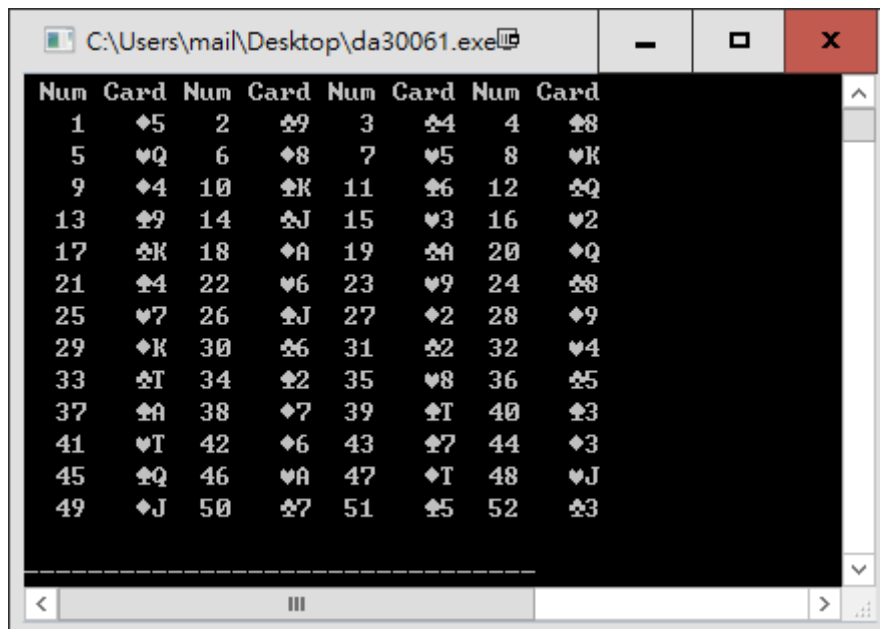 C:\Users\mail\Desktop\da30061.exe
Num Card Num Card Num Card Num Card
1 ♦5 2 ♣9 3 ♣4 4 ♠8
5 ♥Q 6 ♦8 7 ♥5 8 ♥K
9 ♦4 10 ♠K 11 ♠6 12 ♣Q
13 ♠9 14 ♣J 15 ♥3 16 ♥2
17 ♣K 18 ♦A 19 ♣A 20 ♦Q
21 ♠4 22 ♥6 23 ♥9 24 ♣8
25 ♥7 26 ♠J 27 ♦2 28 ♦9
29 ♦K 30 ♣6 31 ♣2 32 ♥4
33 ♣T 34 ♠2 35 ♥8 36 ♣5
37 ♠A 38 ♦7 39 ♠T 40 ♠3
41 ♥T 42 ♦6 43 ♠7 44 ♦3
45 ♠Q 46 ♥A 47 ♦T 48 ♥J
49 ♦J 50 ♣7 51 ♠5 52 ♣3
--------------------------------